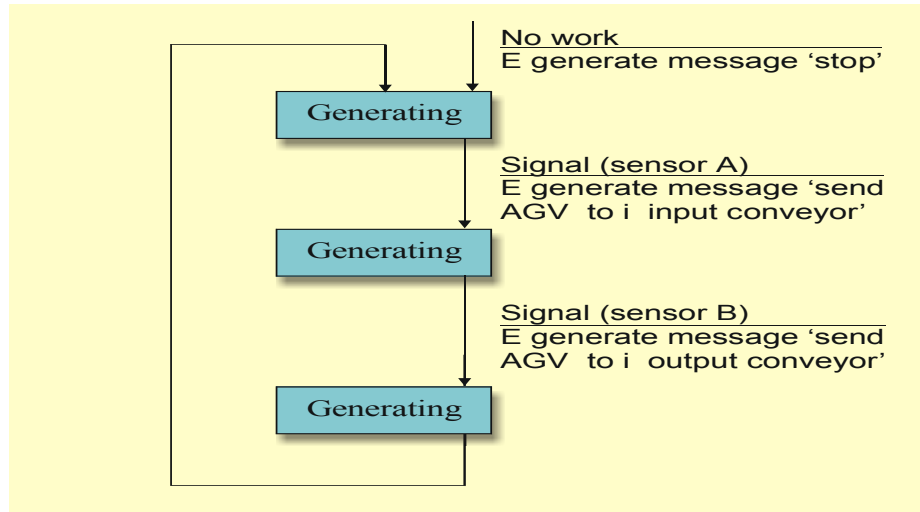 No work
E generate message ‘stop’
Generating
Signal (sensor A)
E generate message ‘send
AGV to i input conveyor’
Generating
Signal (sensor B)
E generate message ‘send
AGV to i output conveyor’
Generating